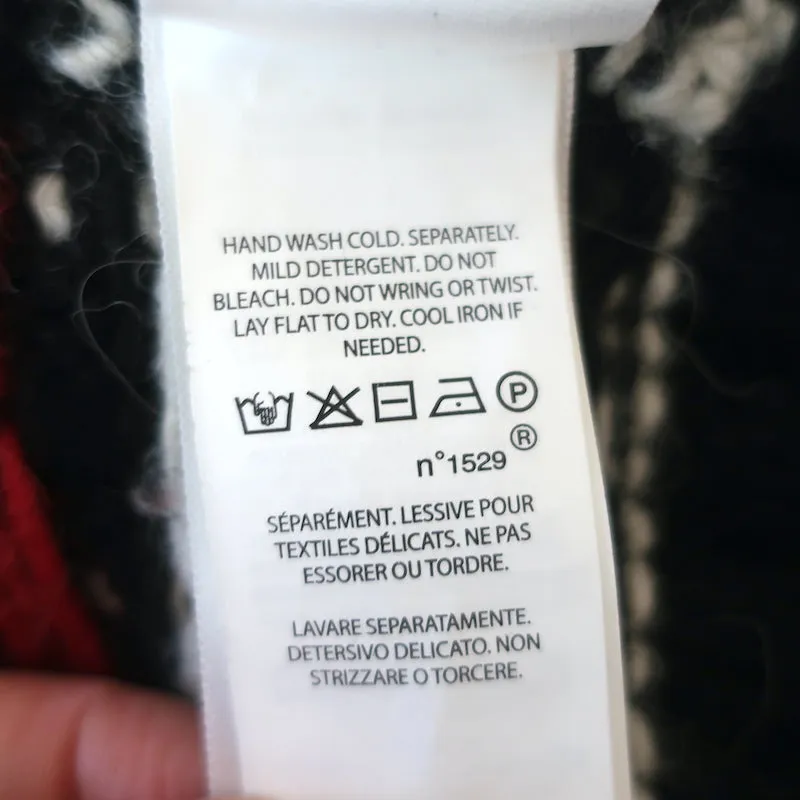 HAND WASH COLD. SEPARATELY.
MILD DETERGENT. DO NOT
BLEACH. DO NOT WRING OR TWIST.
LAY FLAT TO DRY. COOL IRON IF
NEEDED.
P
n°1529 ®
SÉPARÉMENT. LESSIVE POUR
TEXTILES DÉLICATS. NE PAS
ESSORER OU TORDRE.
LAVARE SEPARATAMENTE.
DETERSIVO DELICATO. NON
STRIZZARE O TORCERE.